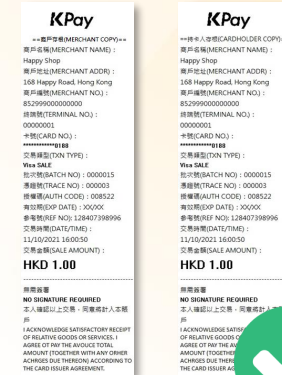 KPay
==商戶存根(MERCHANT COPY)==
商戶名稱(MERCHANT NAME)：
Happy Shop
商戶地址(MERCHANT ADDR)：
168 Happy Road, Hong Kong
商戶編號(MERCHANT NO.)：
852999000000000
終端號(TERMINAL NO.)：
00000001
卡號(CARD NO.)：
************0188
交易類型(TXN TYPE)：
Visa SALE
批次號(BATCH NO)：0000015
憑證號(TRACE NO)：000003
授權碼(AUTH CODE)：008522
有效期(EXP DATE)：XX/XX
參考號(REF NO): 128407398996
交易時間(DATE/TIME)：
11/10/2021 16:00:50
交易金額(SALE AMOUNT)：
HKD 1.00
無需簽署
NO SIGNATURE REQUIRED
本人確認以上交易，同意將計入本賬
戶
I ACKNOWLEDGE SATISFACTORY RECEIPT
OF RELATIVE GOODS OR SERVICES. I
AGREE OT PAY THE AVOUCE TOTAL
AMOUNT (TOGETHER WITH ANY ORHER
ACHRGES DUE THEREON) ACCORDING TO
THE CARD ISSUER AGREEMENT.
KPay
==持卡人存根(CARDHOLDER COPY)=
商戶名稱(MERCHANT NAME)：
Happy Shop
商戶地址(MERCHANT ADDR)：
168 Happy Road, Hong Kong
商戶編號(MERCHANT NO.)：
852999000000000
終端號(TERMINAL NO.)：
00000001
卡號(CARD NO.)：
************0188
交易類型(TXN TYPE)：
Visa SALE
批次號(BATCH NO)：0000015
憑證號(TRACE NO)：000003
授權碼(AUTH CODE)：008522
有效期(EXP DATE)：XX/XX
參考號(REF NO): 128407398996
交易時間(DATE/TIME)：
11/10/2021 16:00:50
交易金額(SALE AMOUNT)：
HKD 1.00
無需簽署
NO SIGNATURE REQUIRED
本人確認以上交易，同意將計
戶
I ACKNOWLEDGE
OF RELATIVE GOODS
AGREE OT PAY THE
AMOUNT (TOGETHER
ACHRGES DUE THEREON
THE CARD ISSUER